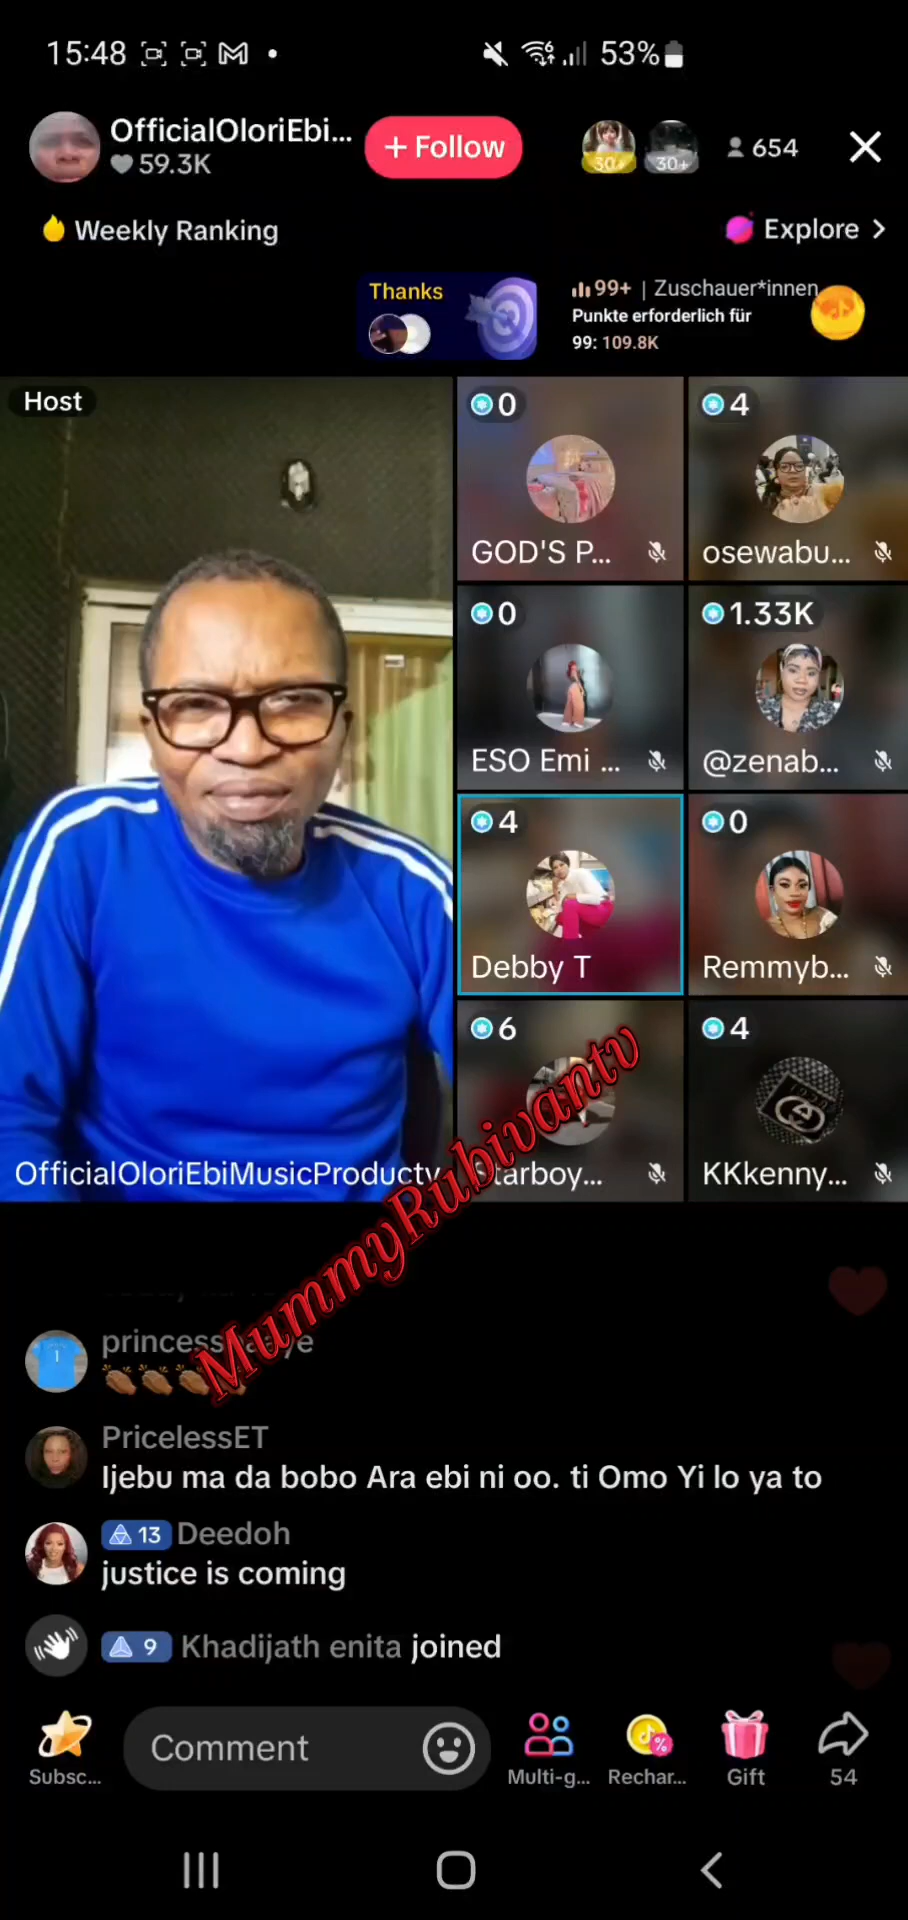 15:48
53%
OfficialOloriEbi...
59.3K
+ Follow
30+
30+
654
Weekly Ranking
Explore
Thanks
99+ | Zuschauer*innen
Punkte erforderlich für
99: 109.8K
Host
0
4
GOD'S P...
osewabu...
0
1.33K
ESO Emi ...
@zenab...
4
0
Debby T
Remmyb...
6
4
OfficialOloriEbiMusicProductv
tarboy...
KKkenny...
MummyRubivantv
PricelessET
Ijebu ma da bobo Ara ebi ni oo. ti Omo Yi lo ya to
13 Deedoh
justice is coming
9 Khadijath enita joined
Subsc...
Comment
Multi-g...
Rechar...
Gift
54